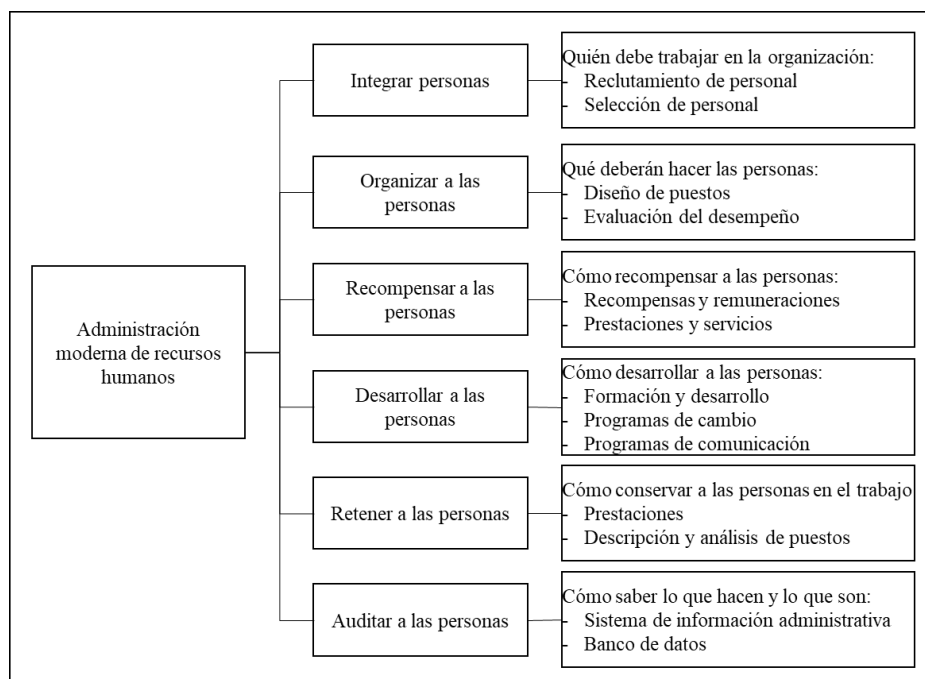 Administración
moderna de recursos
humanos
Integrar personas
Quién debe trabajar en la organización:
- Reclutamiento de personal
- Selección de personal
Organizar a las
personas
Qué deberán hacer las personas:
- Diseño de puestos
- Evaluación del desempeño
Recompensar a las
personas
Cómo recompensar a las personas:
- Recompensas y remuneraciones
- Prestaciones y servicios
Desarrollar a las
personas
Cómo desarrollar a las personas:
- Formación y desarrollo
- Programas de cambio
- Programas de comunicación
Retener a las personas
Cómo conservar a las personas en el trabajo
- Prestaciones
- Descripción y análisis de puestos
Auditar a las personas
Cómo saber lo que hacen y lo que son:
- Sistema de información administrativa
- Banco de datos